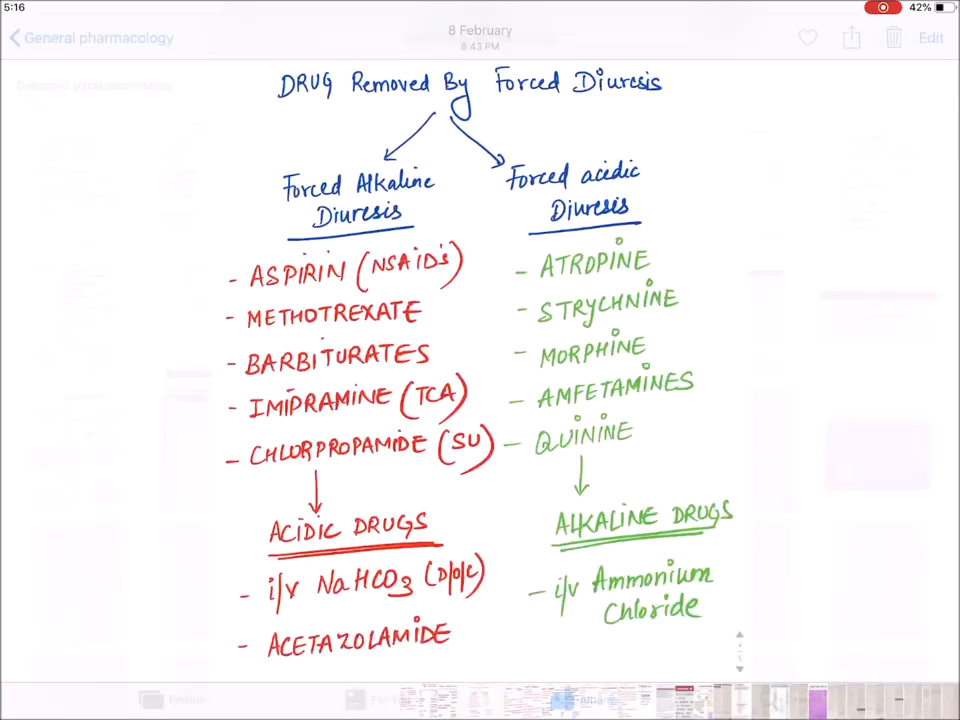 5:16
42%
General pharmacology
8 February
8:43 PM
Edit
DRUG Removed By Forced Diuresis
Forced Alkaline
Diuresis
- ASPIRIN (NSAID's)
- METHOTREXATE
- BARBITURATES
- IMIPRAMINE (TCA)
- CHLORPROPAMIDE (SU)
ACIDIC DRUGS
- i/v NaHCO3 (D/O/C)
- ACETAZOLAMIDE
Forced acidic
Diuresis
- ATROPINE
- STRYCHNINE
- MORPHINE
- AMFETAMINES
- QUININE
ALKALINE DRUGS
- i/v Ammonium
Chloride